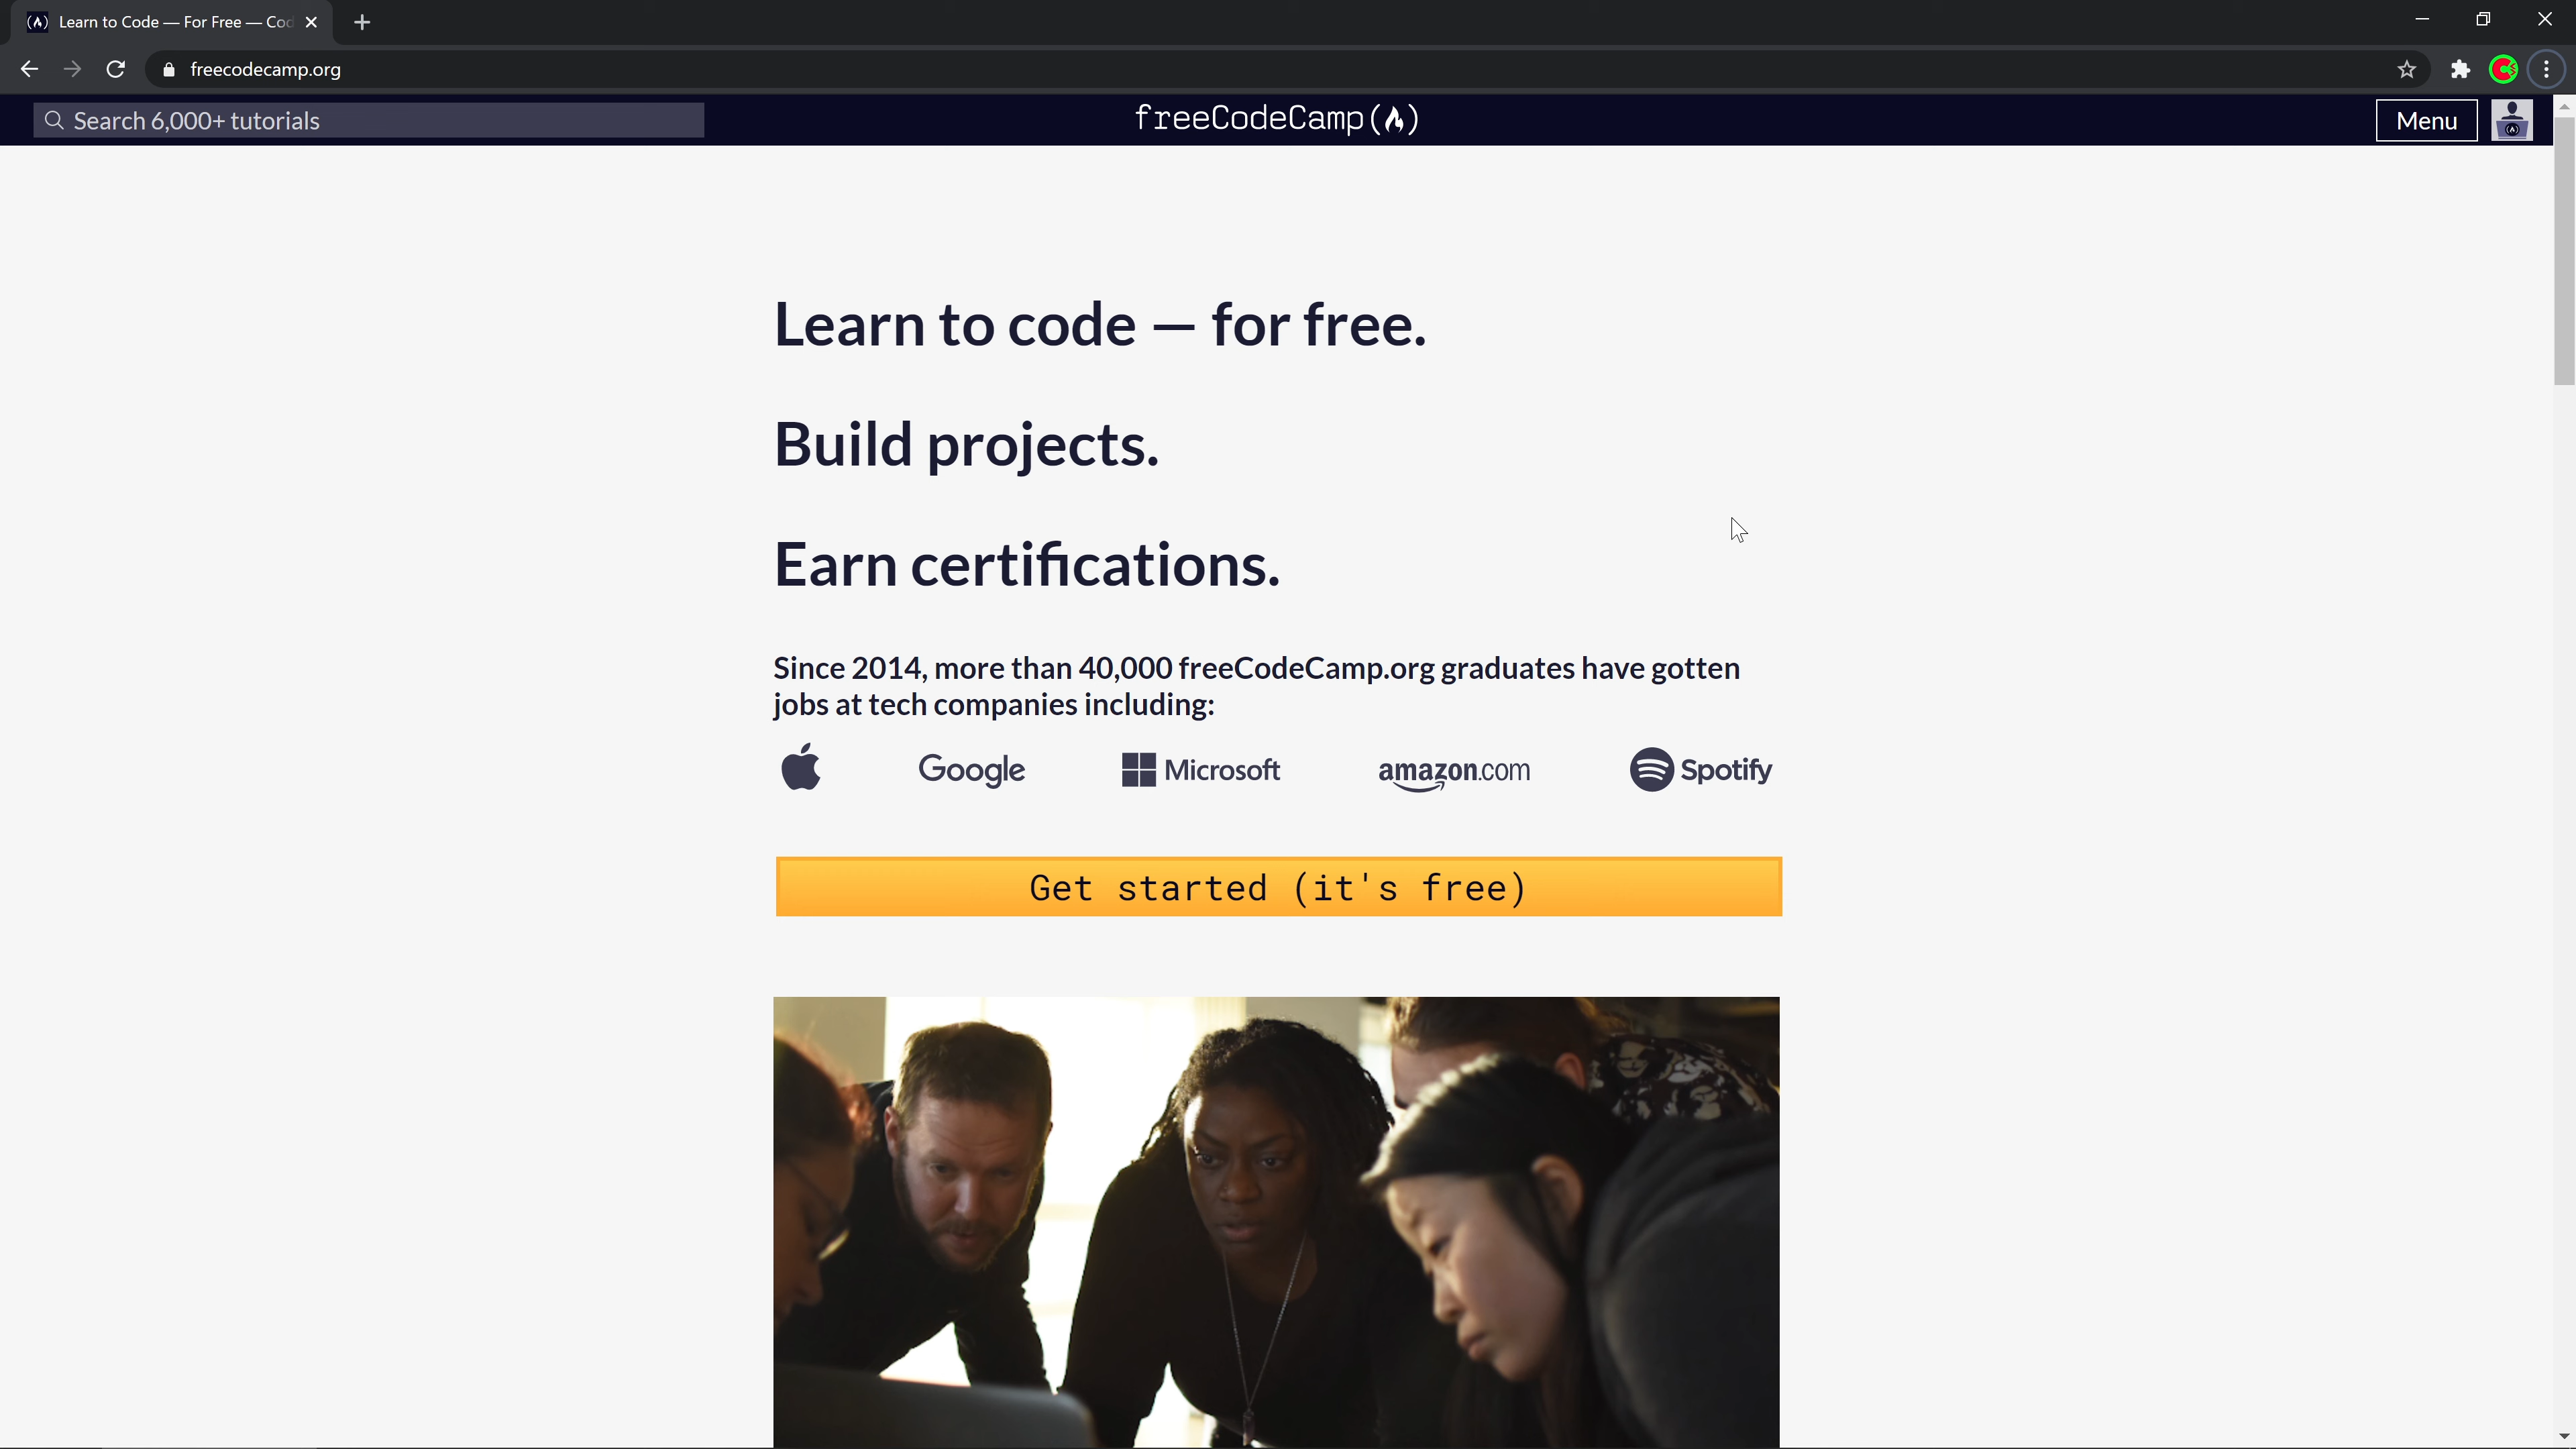 Learn to Code — For Free — Cod
freecodecamp.org
Search 6,000+ tutorials
freeCodeCamp(🔥)
Menu
Learn to code — for free.
Build projects.
Earn certifications.
Since 2014, more than 40,000 freeCodeCamp.org graduates have gotten
jobs at tech companies including:
Google Microsoft amazon.com Spotify
Get started (it's free)